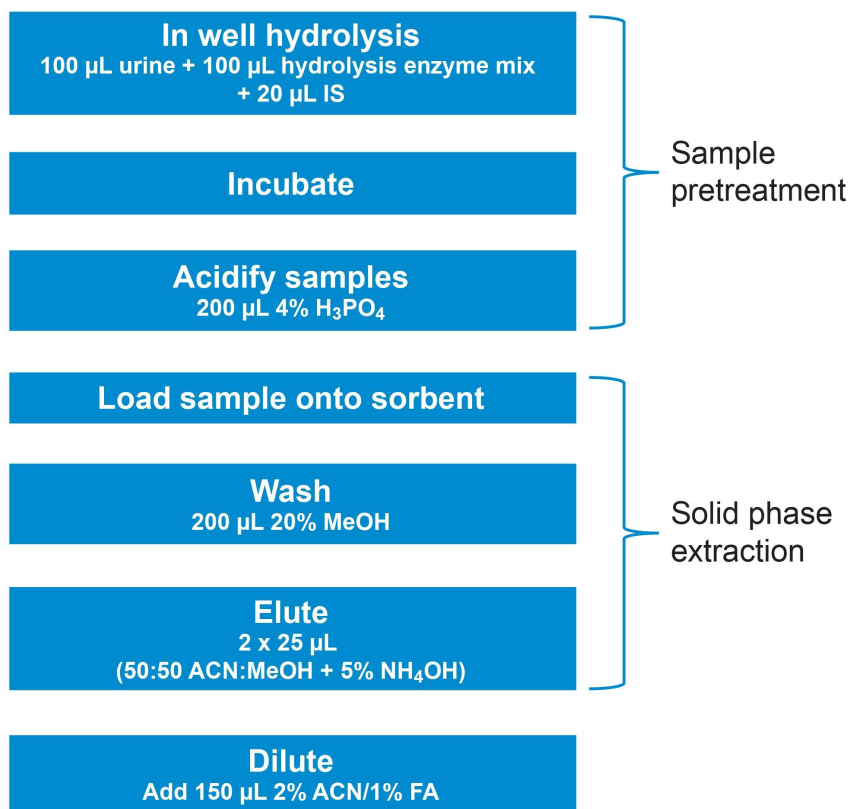 In well hydrolysis
100 µL urine + 100 µL hydrolysis enzyme mix
+ 20 µL IS
Incubate
Acidify samples
200 µL 4% H₃PO₄
Sample
pretreatment
Load sample onto sorbent
Wash
200 µL 20% MeOH
Elute
2 x 25 µL
(50:50 ACN:MeOH + 5% NH₄OH)
Solid phase
extraction
Dilute
Add 150 µL 2% ACN/1% FA